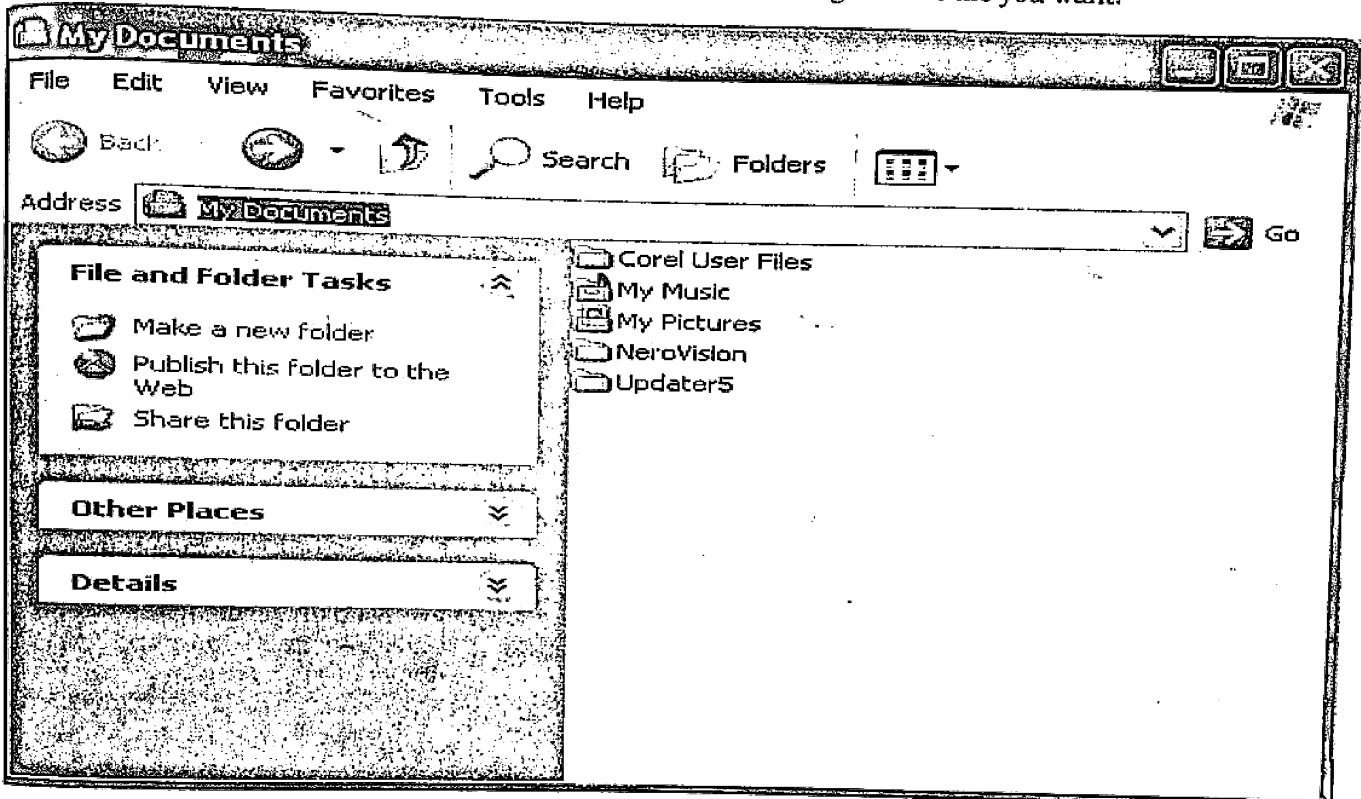 you want.
My Documents
File Edit View Favorites Tools Help
Back Search Folders
Address My Documents Go
File and Folder Tasks
Make a new folder
Publish this folder to the
Web
Share this folder
Other Places
Details
Corel User Files
My Music
My Pictures
NeroVision
Updater5